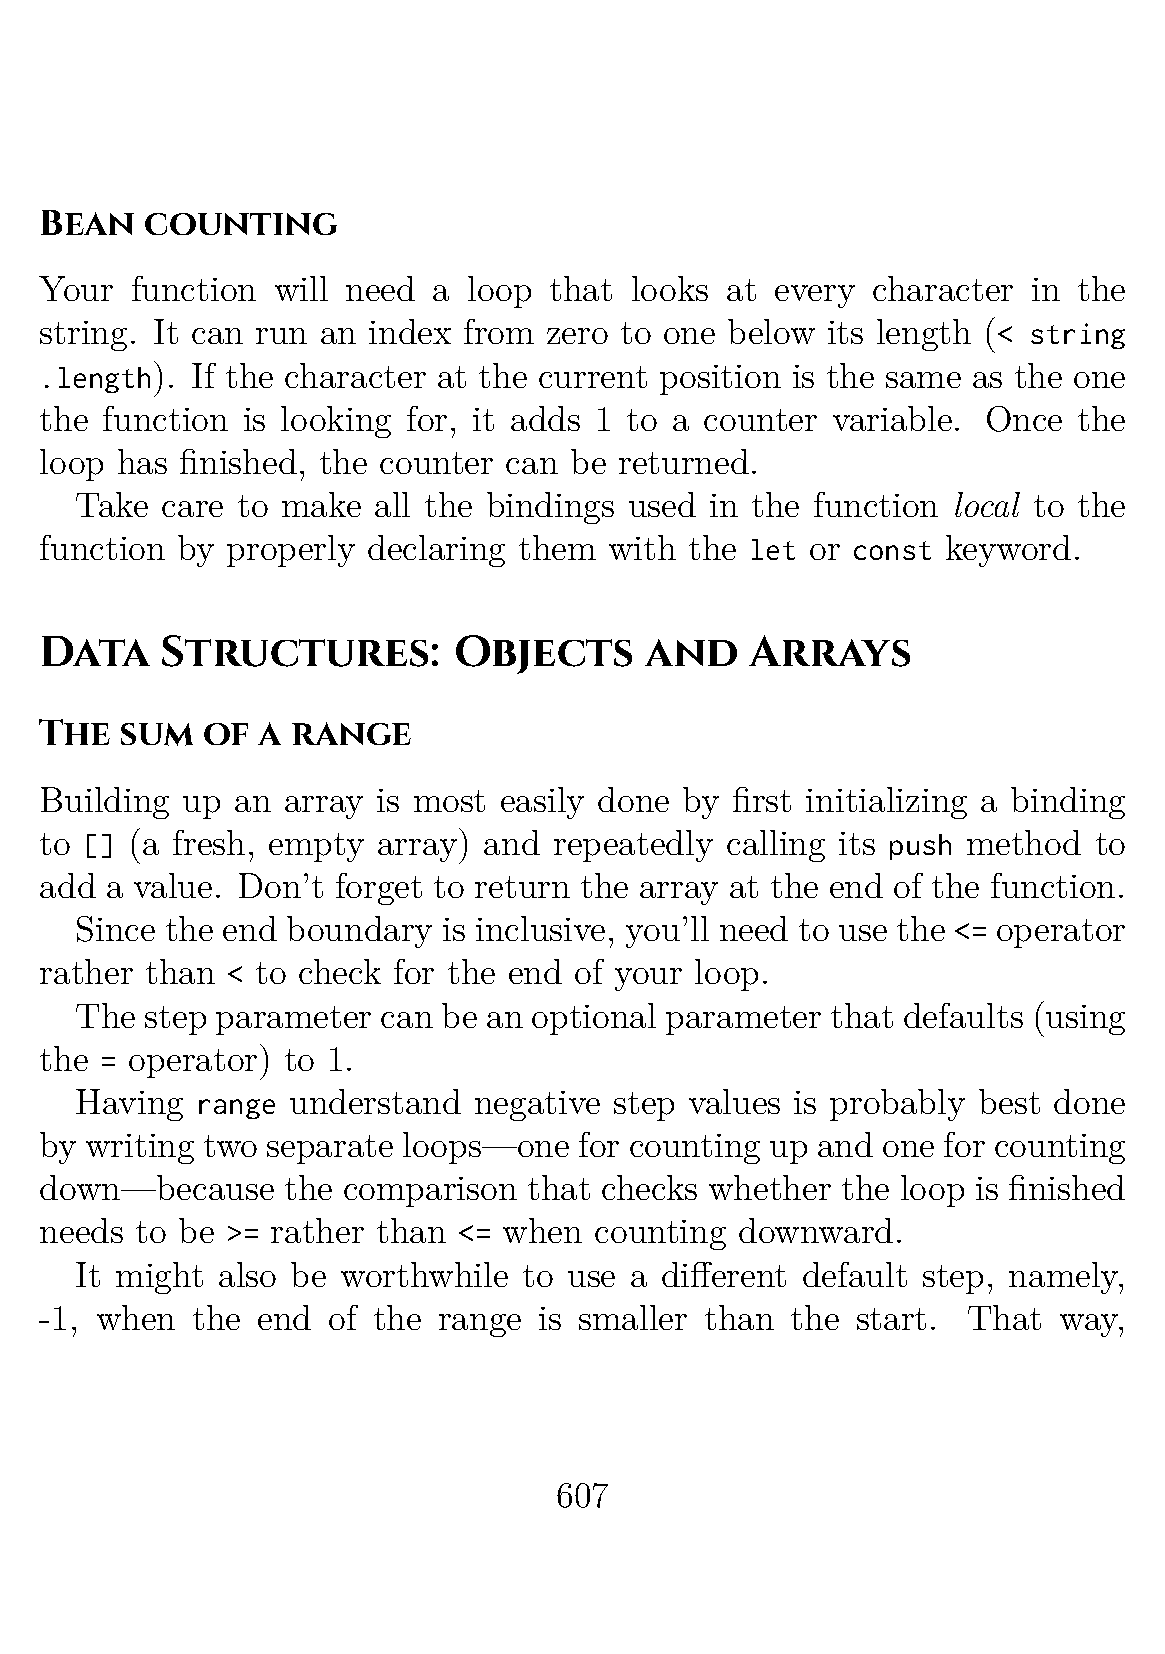 Bean counting
Your function will need a loop that looks at every character in the
string. It can run an index from zero to one below its length (< string
.length). If the character at the current position is the same as the one
the function is looking for, it adds 1 to a counter variable. Once the
loop has finished, the counter can be returned.
Take care to make all the bindings used in the function local to the
function by properly declaring them with the let or const keyword.
Data Structures: Objects and Arrays
The sum of a range
Building up an array is most easily done by first initializing a binding
to [] (a fresh, empty array) and repeatedly calling its push method to
add a value. Don't forget to return the array at the end of the function.
Since the end boundary is inclusive, you'll need to use the <= operator
rather than < to check for the end of your loop.
The step parameter can be an optional parameter that defaults (using
the = operator) to 1.
Having range understand negative step values is probably best done
by writing two separate loops—one for counting up and one for counting
down—because the comparison that checks whether the loop is finished
needs to be >= rather than <= when counting downward.
It might also be worthwhile to use a different default step, namely,
-1, when the end of the range is smaller than the start. That way,
607